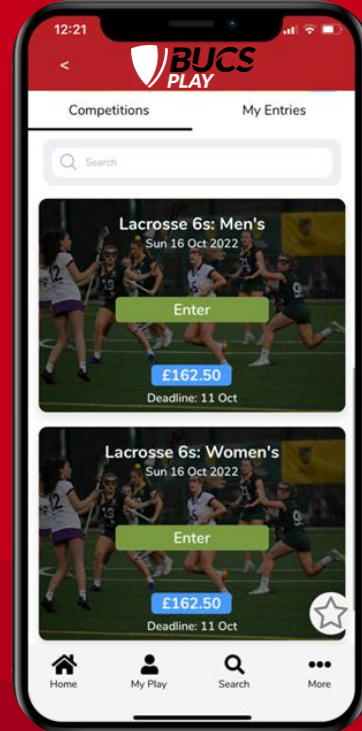 12:21
<
BUCS
PLAY
Competitions
My Entries
Search
Lacrosse 6s: Men's
Sun 16 Oct 2022
Enter
£162.50
Deadline: 11 Oct
Lacrosse 6s: Women's
Sun 16 Oct 2022
Enter
£162.50
Deadline: 11 Oct
Home
My Play
Search
More